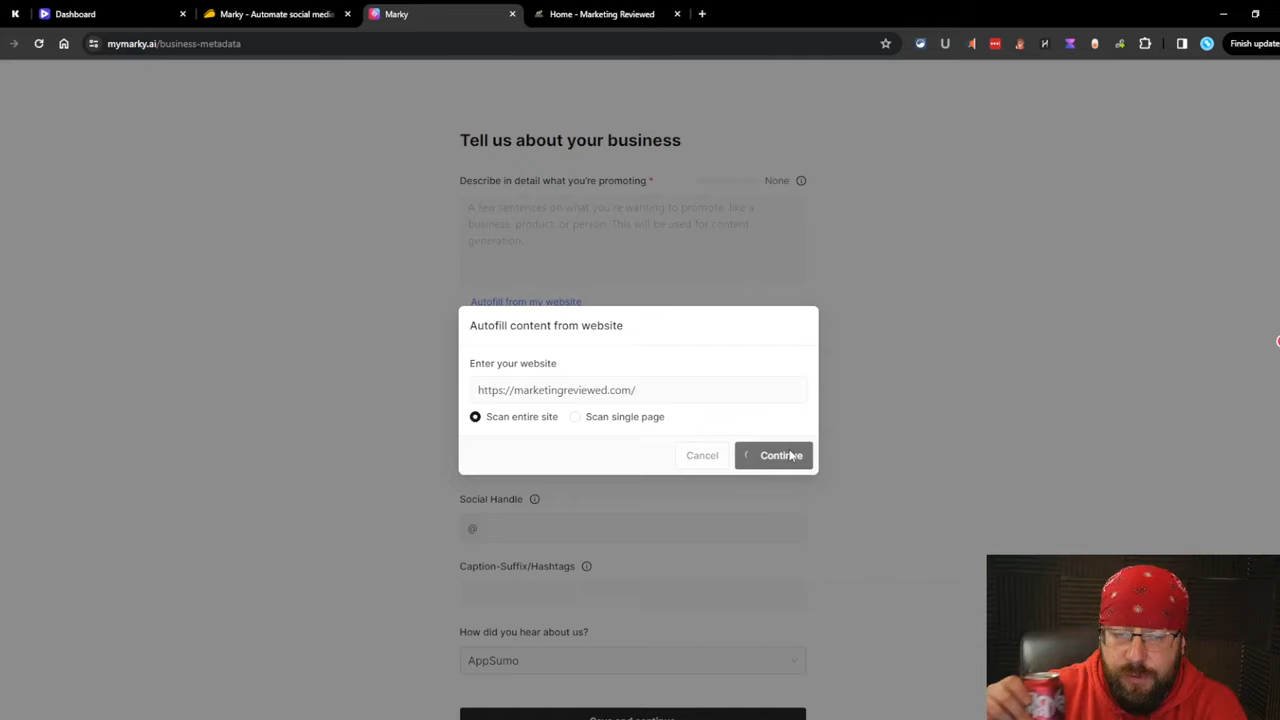 Dashboard
Marky - Automate social medi
Marky
Home - Marketing Reviewed
mymarky.ai/business-metadata
Finish update
Tell us about your business
Describe in detail what you're promoting *
None
A few sentences on what you're wanting to promote, like a
business, product, or person. This will be used for content
generation.
Autofill from my website
Autofill content from website
Enter your website
https://marketingreviewed.com/
Scan entire site
Scan single page
Cancel
Continue
Social Handle
@
Caption-Suffix/Hashtags
How did you hear about us?
AppSumo
Save and continue